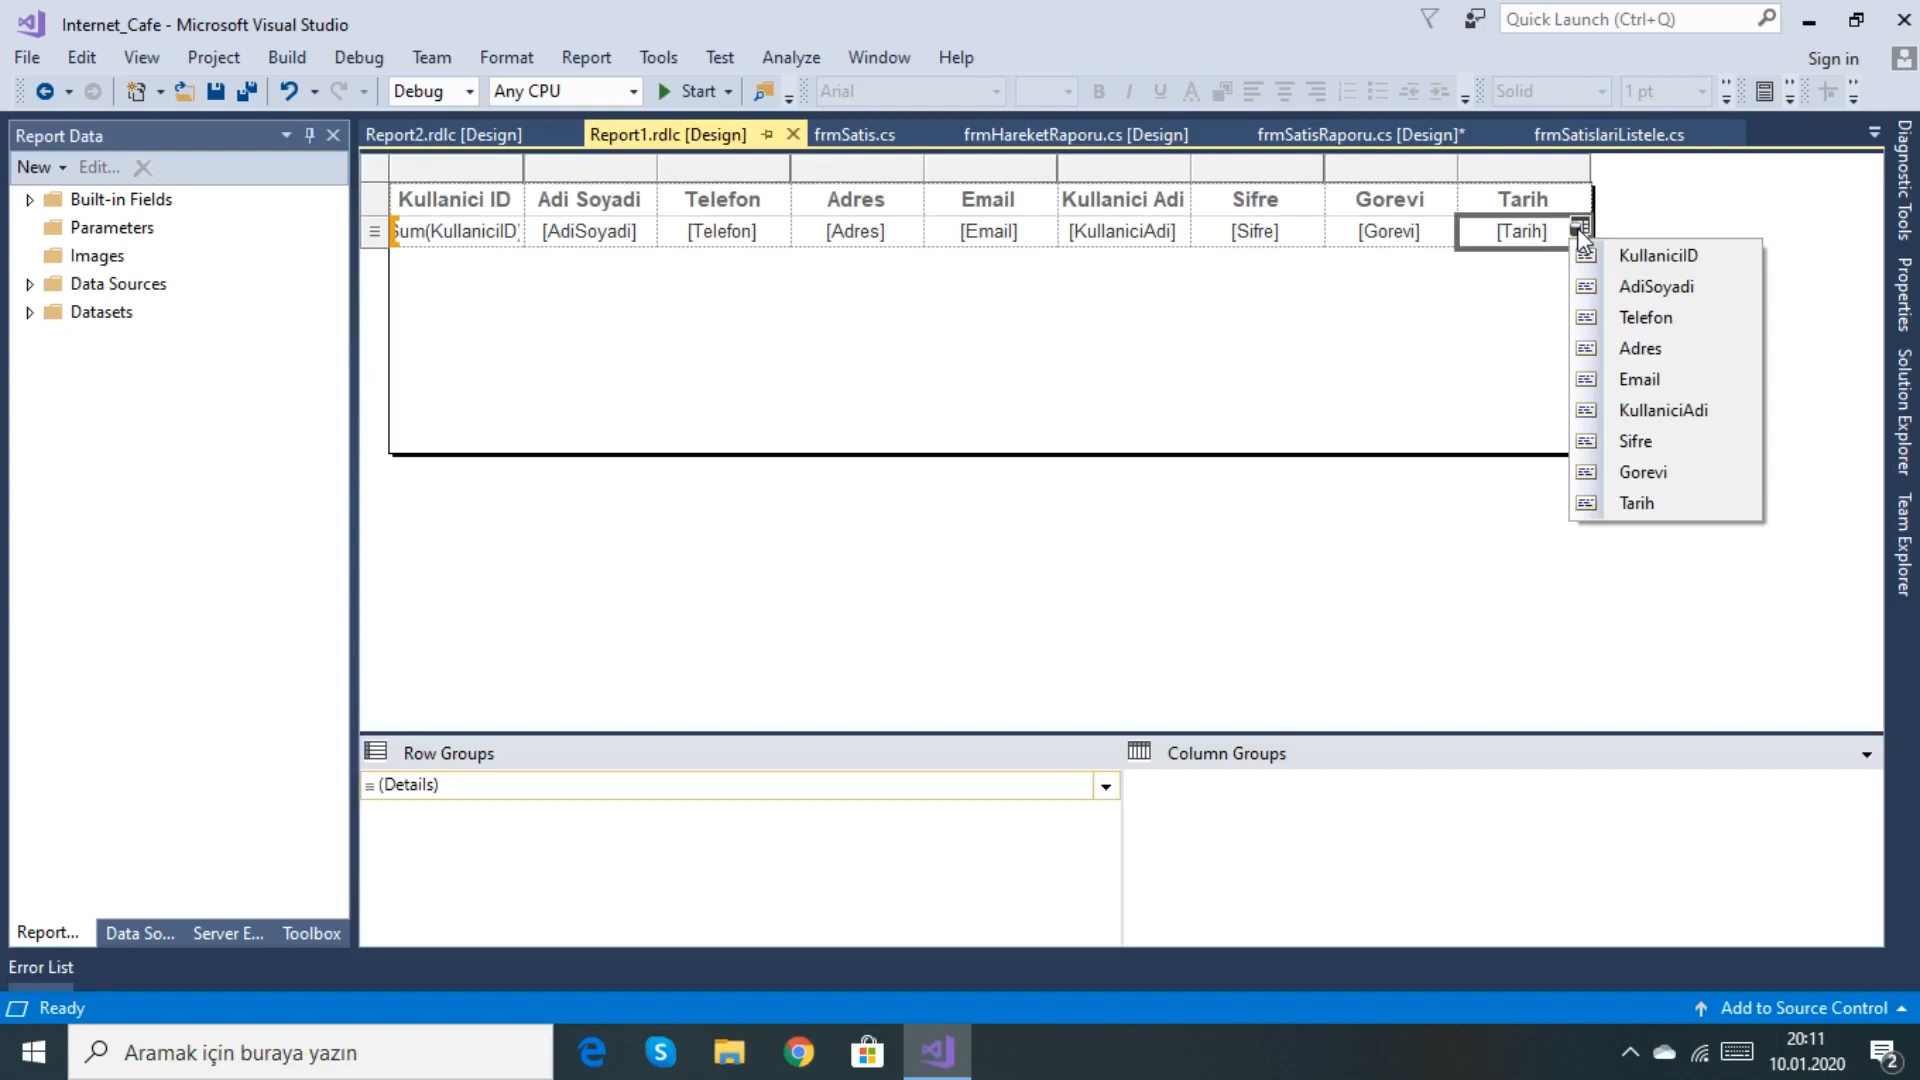 Internet_Cafe - Microsoft Visual Studio
Quick Launch (Ctrl+Q)
File Edit View Project Build Debug Team Format Report Tools Test Analyze Window Help
Sign in
Debug Any CPU Start Arial B I U A Solid 1 pt
Report Data
Report2.rdlc [Design] Report1.rdlc [Design] frmSatis.cs frmHareketRaporu.cs [Design] frmSatisRaporu.cs [Design]* frmSatislariListele.cs
New Edit...
Built-in Fields
Parameters
Images
Data Sources
Datasets
Kullanici ID Adi Soyadi Telefon Adres Email Kullanici Adi Sifre Gorevi Tarih
Sum(KullaniciID) [AdiSoyadi] [Telefon] [Adres] [Email] [KullaniciAdi] [Sifre] [Gorevi] [Tarih]
KullaniciID
AdiSoyadi
Telefon
Adres
Email
KullaniciAdi
Sifre
Gorevi
Tarih
Diagnostic Tools
Properties
Solution Explorer
Team Explorer
Row Groups
Column Groups
(Details)
Report... Data So... Server E... Toolbox
Error List
Ready
Add to Source Control
Aramak için buraya yazın
20:11
10.01.2020
2